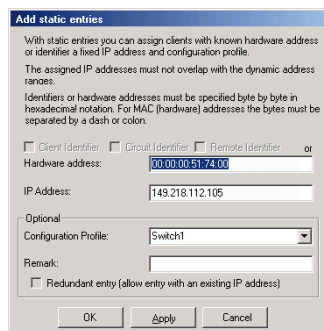 Add static entries
With static entries you can assign clients with known hardware address
or identifier a fixed IP address and configuration profile.
The assigned IP addresses must not overlap with the dynamic address
ranges.
Identifiers or hardware addresses must be specified byte by byte in
hexadecimal notation. For MAC (hardware) addresses the bytes must be
separated by a dash or colon.
Client Identifier Circuit Identifier Remote Identifier or
Hardware address: 00:00:00:51:74:00
IP Address: 149.218.112.105
Optional
Configuration Profile: Switch1
Remark:
Redundant entry (allow entry with an existing IP address)
OK Apply Cancel